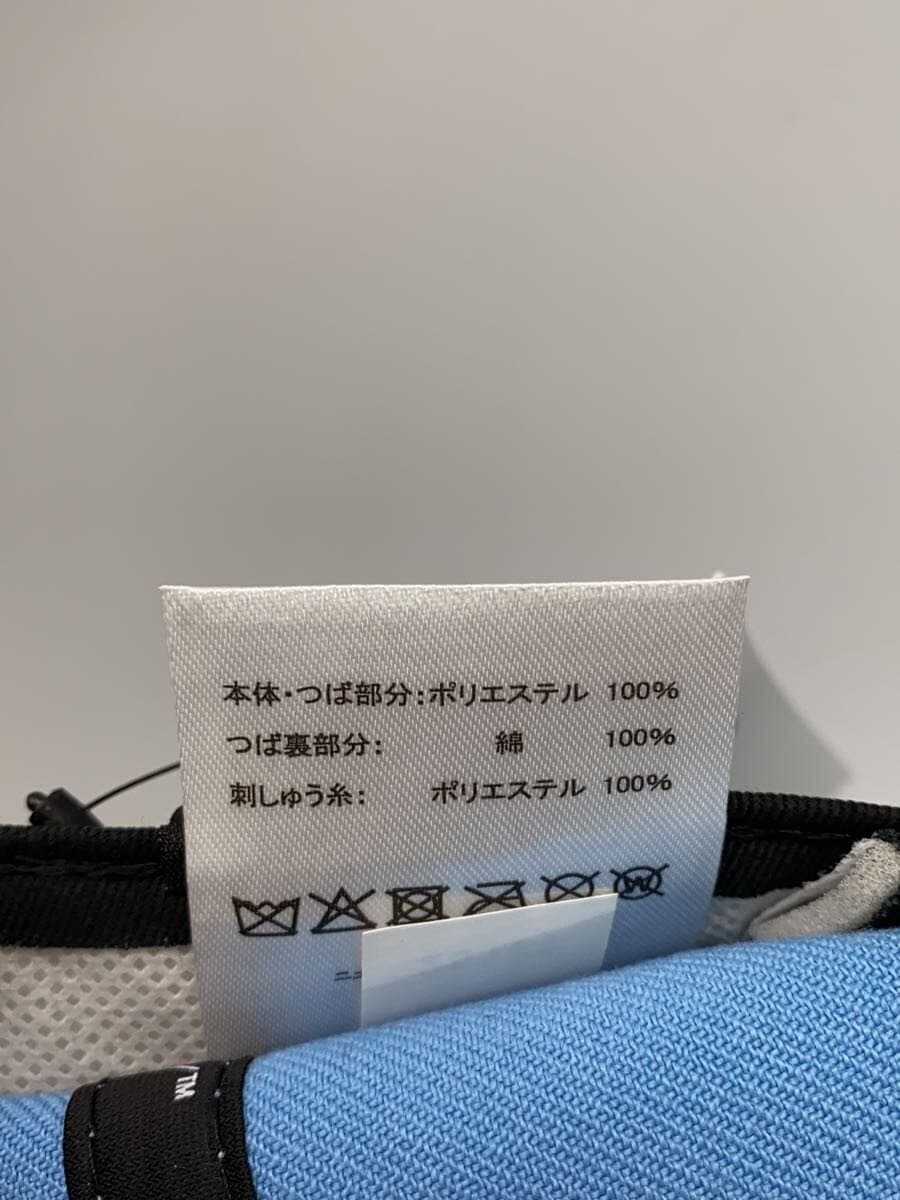 本体・つば部分:ポリエステル 100%
つば裏部分: 綿 100%
刺しゅう糸: ポリエステル 100%
TM